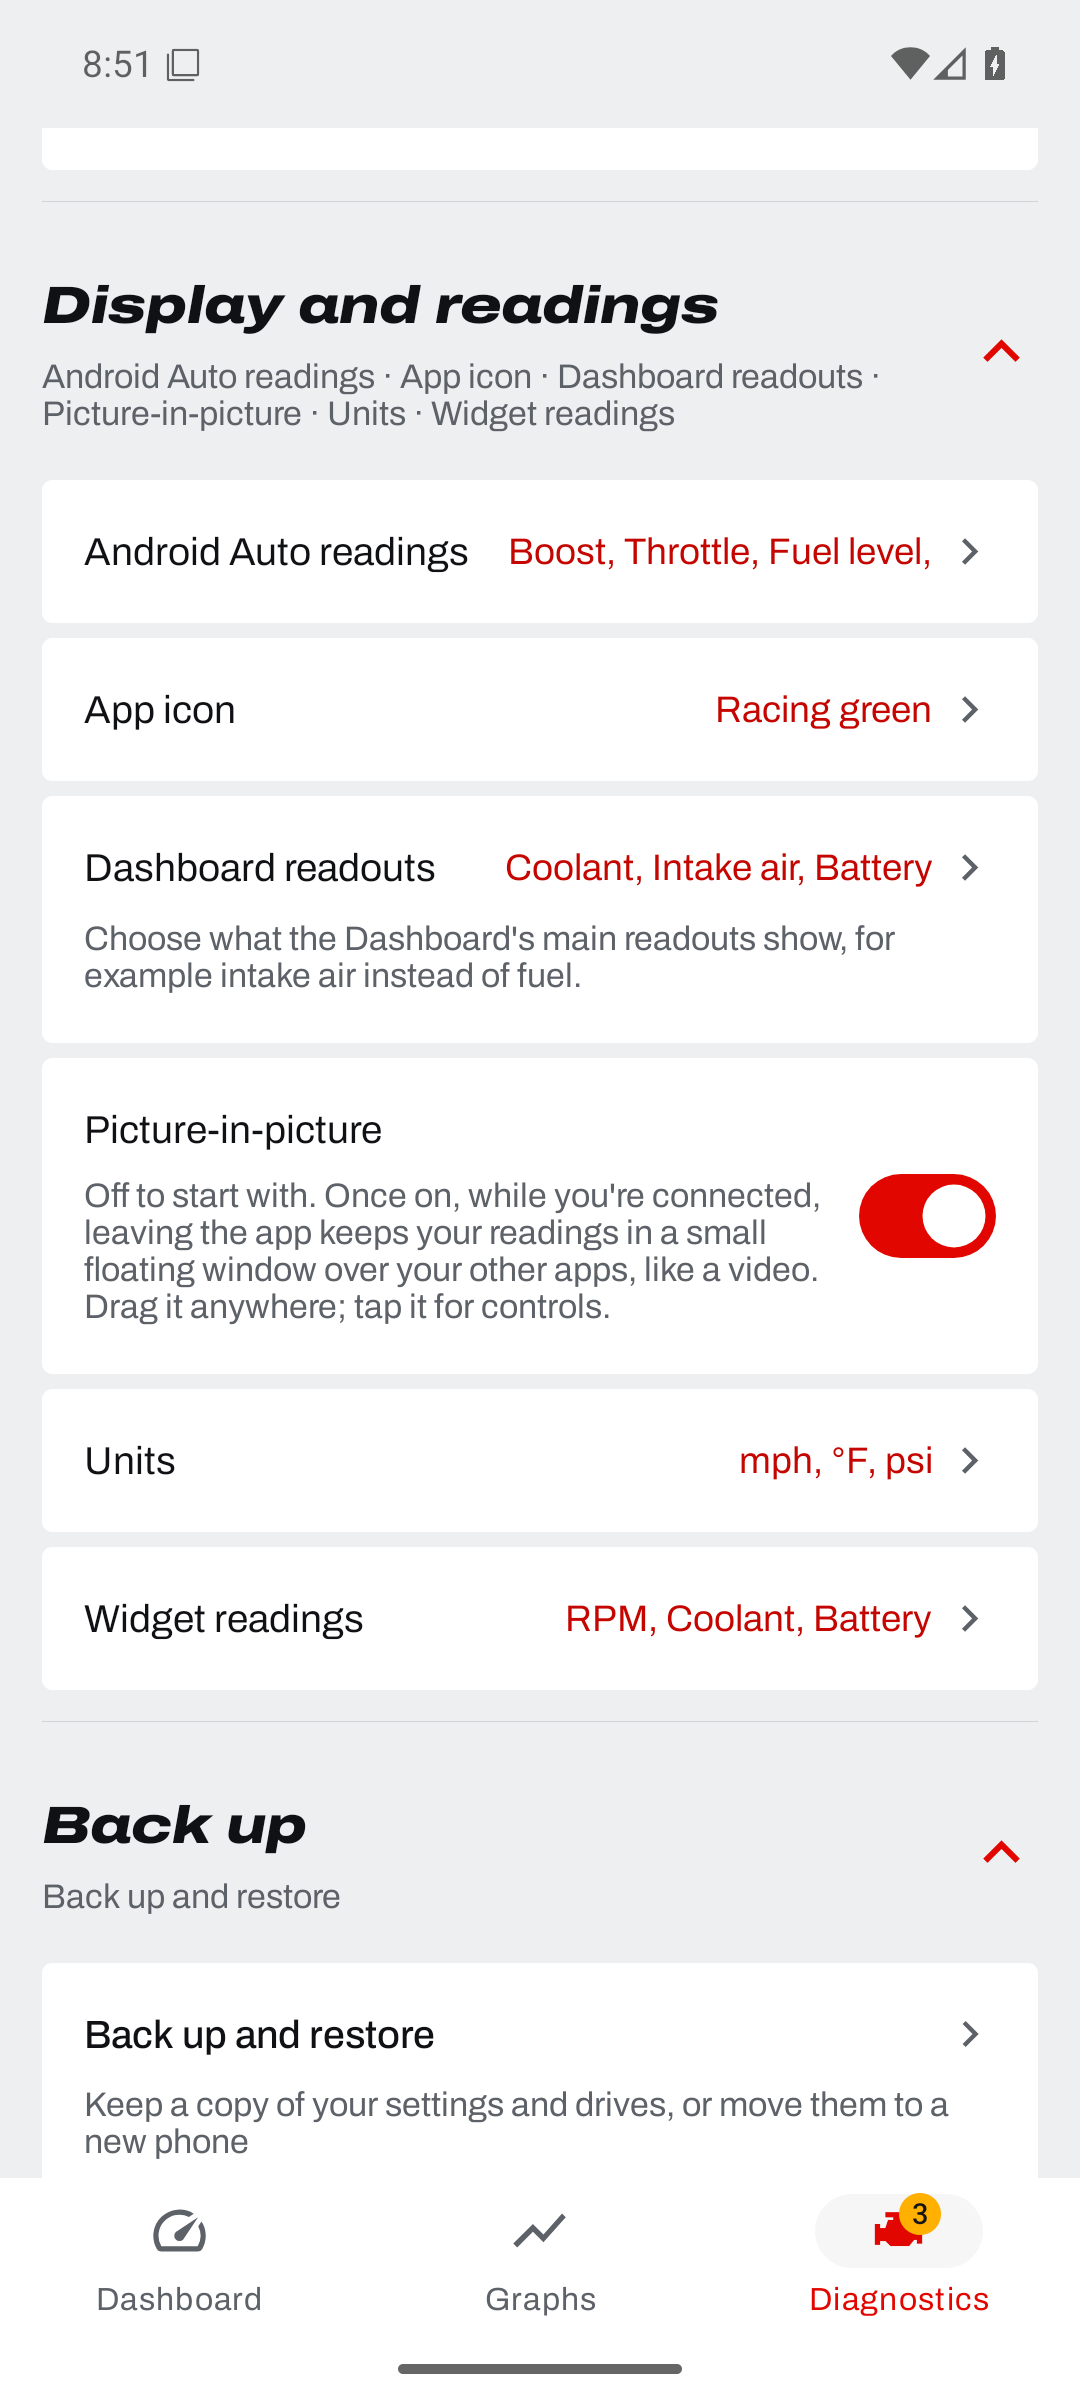 8:51
Display and readings
Android Auto readings · App icon · Dashboard readouts ·
Picture-in-picture · Units · Widget readings
Android Auto readings Boost, Throttle, Fuel level,
App icon Racing green
Dashboard readouts Coolant, Intake air, Battery
Choose what the Dashboard's main readouts show, for
example intake air instead of fuel.
Picture-in-picture
Off to start with. Once on, while you're connected,
leaving the app keeps your readings in a small
floating window over your other apps, like a video.
Drag it anywhere; tap it for controls.
Units mph, °F, psi
Widget readings RPM, Coolant, Battery
Back up
Back up and restore
Back up and restore
Keep a copy of your settings and drives, or move them to a
new phone
3
Dashboard Graphs Diagnostics